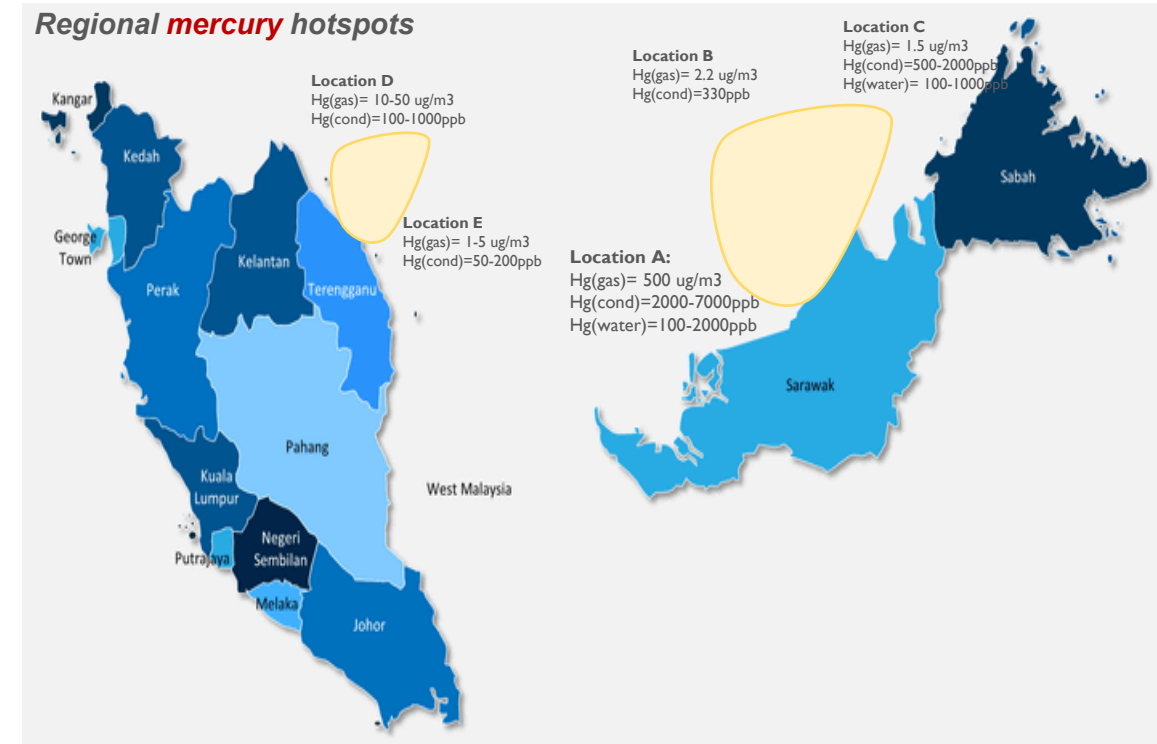 Regional mercury hotspots
Location D
Hg(gas)= 10-50 ug/m3
Hg(cond)=100-1000ppb
Location B
Hg(gas)= 2.2 ug/m3
Hg(cond)=330ppb
Location C
Hg(gas)= 1.5 ug/m3
Hg(cond)=500-2000ppb
Hg(water)= 100-1000ppb
Kangar
Kedah
George
Town
Perak
Kelantan
Terengganu
Location E
Hg(gas)= 1-5 ug/m3
Hg(cond)=50-200ppb
Location A:
Hg(gas)= 500 ug/m3
Hg(cond)=2000-7000ppb
Hg(water)=100-2000ppb
Sabah
Sarawak
Pahang
West Malaysia
Kuala
Lumpur
Putrajaya
Negeri
Sembilan
Melaka
Johor